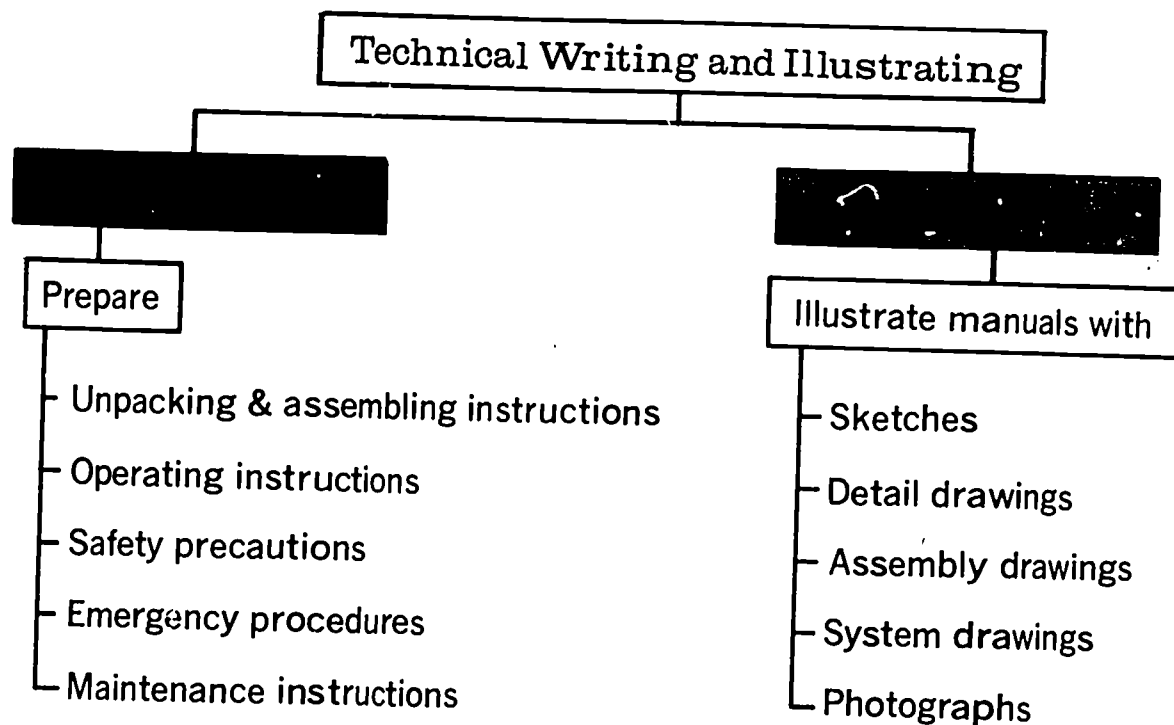 Technical Writing and Illustrating
Prepare
Unpacking & assembling instructions
Operating instructions
Safety precautions
Emergency procedures
Maintenance instructions
Illustrate manuals with
Sketches
Detail drawings
Assembly drawings
System drawings
Photographs